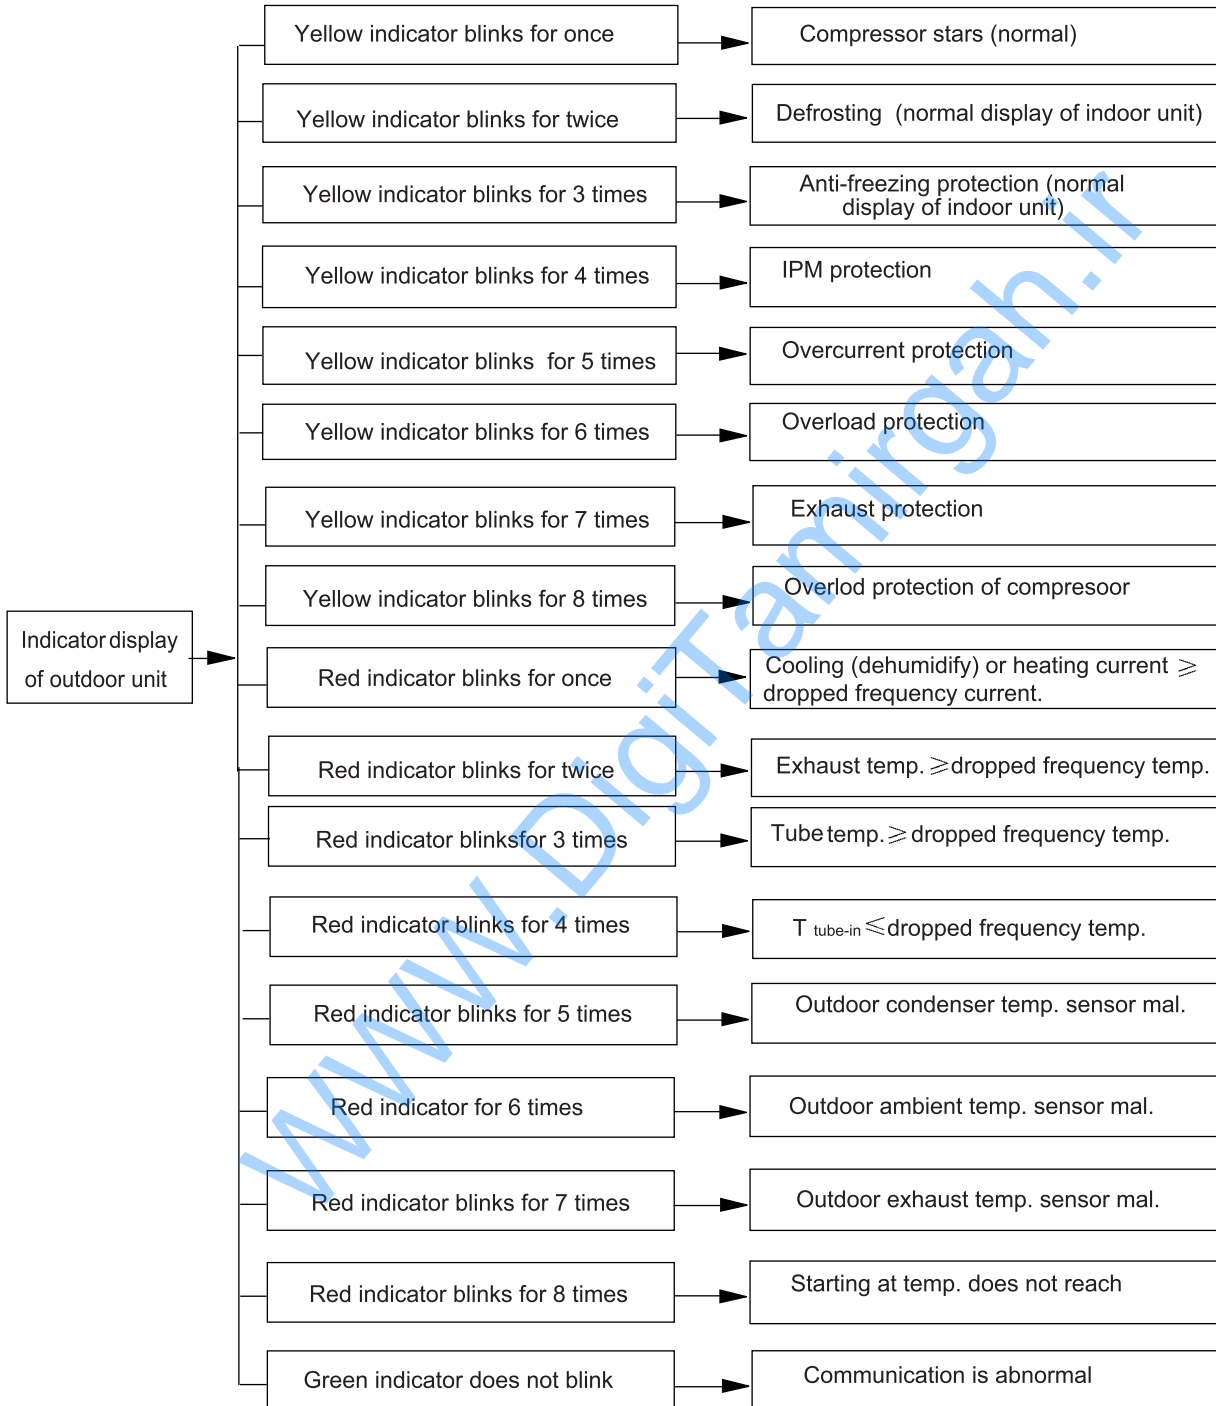 Yellow indicator blinks for once
Compressor stars (normal)
Yellow indicator blinks for twice
Defrosting (normal display of indoor unit)
Yellow indicator blinks for 3 times
Anti-freezing protection (normal
display of indoor unit)
Yellow indicator blinks for 4 times
IPM protection
Yellow indicator blinks for 5 times
Overcurrent protection
Yellow indicator blinks for 6 times
Overload protection
Yellow indicator blinks for 7 times
Exhaust protection
Yellow indicator blinks for 8 times
Overlod protection of compresoor
Indicator display
of outdoor unit
Red indicator blinks for once
Cooling (dehumidify) or heating current ≥
dropped frequency current.
Red indicator blinks for twice
Exhaust temp. ≥dropped frequency temp.
Red indicator blinksfor 3 times
Tube temp. ≥ dropped frequency temp.
Red indicator blinks for 4 times
T tube-in ≤dropped frequency temp.
Red indicator blinks for 5 times
Outdoor condenser temp. sensor mal.
Red indicator for 6 times
Outdoor ambient temp. sensor mal.
Red indicator blinks for 7 times
Outdoor exhaust temp. sensor mal.
Red indicator blinks for 8 times
Starting at temp. does not reach
Green indicator does not blink
Communication is abnormal
www.DigiTamirgah.ir